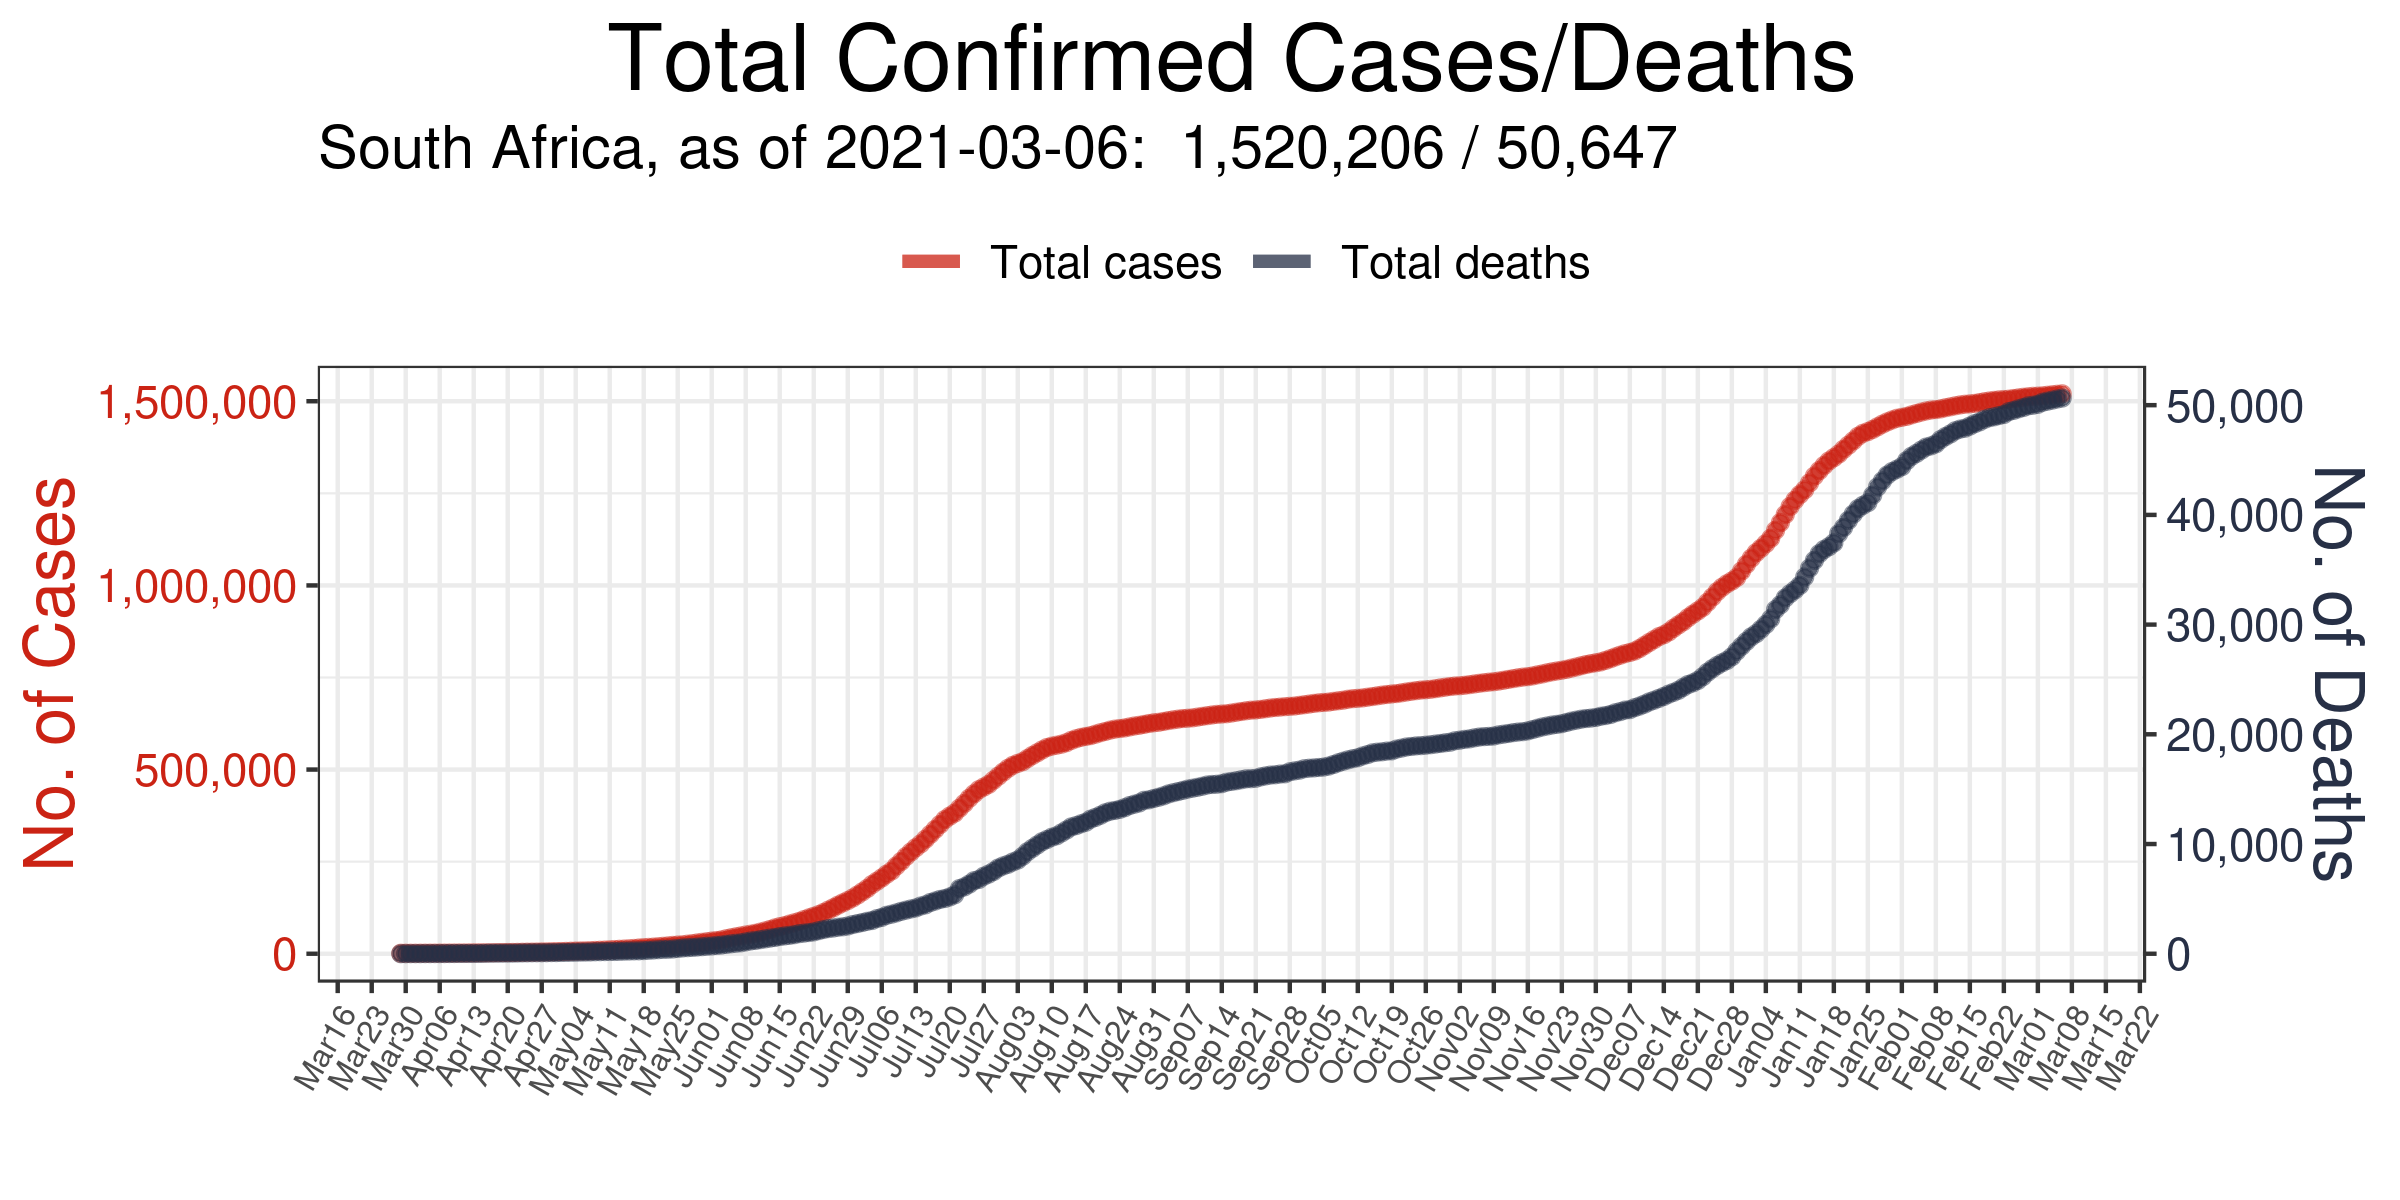 Total Confirmed Cases/Deaths
South Africa, as of 2021-03-06: 1,520,206 / 50,647
Total cases
Total deaths
No. of Cases
1,500,000
1,000,000
500,000
0
50,000
40,000
30,000
20,000
10,000
0
No. of Deaths
Mar16
Mar23
Mar30
Apr06
Apr13
Apr20
Apr27
May04
May11
May18
May25
Jun01
Jun08
Jun15
Jun22
Jun29
Jul06
Jul13
Jul20
Jul27
Aug03
Aug10
Aug17
Aug24
Aug31
Sep07
Sep14
Sep21
Sep28
Oct05
Oct12
Oct19
Oct26
Nov02
Nov09
Nov16
Nov23
Nov30
Dec07
Dec14
Dec21
Dec28
Dec04
Jan11
Jan18
Jan25
Feb01
Feb08
Feb15
Feb22
Mar01
Mar08
Mar15
Mar22